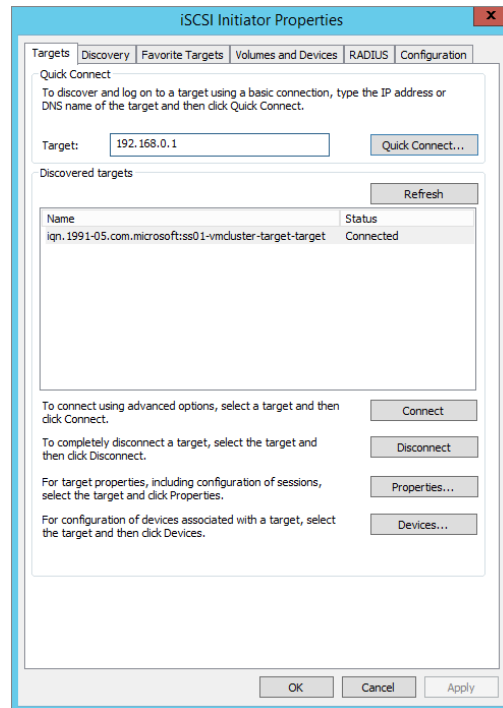 iSCSI Initiator Properties
x
Targets Discovery Favorite Targets Volumes and Devices RADIUS Configuration
Quick Connect
To discover and log on to a target using a basic connection, type the IP address or
DNS name of the target and then click Quick Connect.
Target: 192.168.0.1 Quick Connect...
Discovered targets
Refresh
Name Status
iqn.1991-05.com.microsoft:ss01-vmcluster-target-target Connected
To connect using advanced options, select a target and then
click Connect.
Connect
To completely disconnect a target, select the target and
then click Disconnect.
Disconnect
For target properties, including configuration of sessions,
select the target and click Properties.
Properties...
For configuration of devices associated with a target, select
the target and then click Devices.
Devices...
OK Cancel Apply